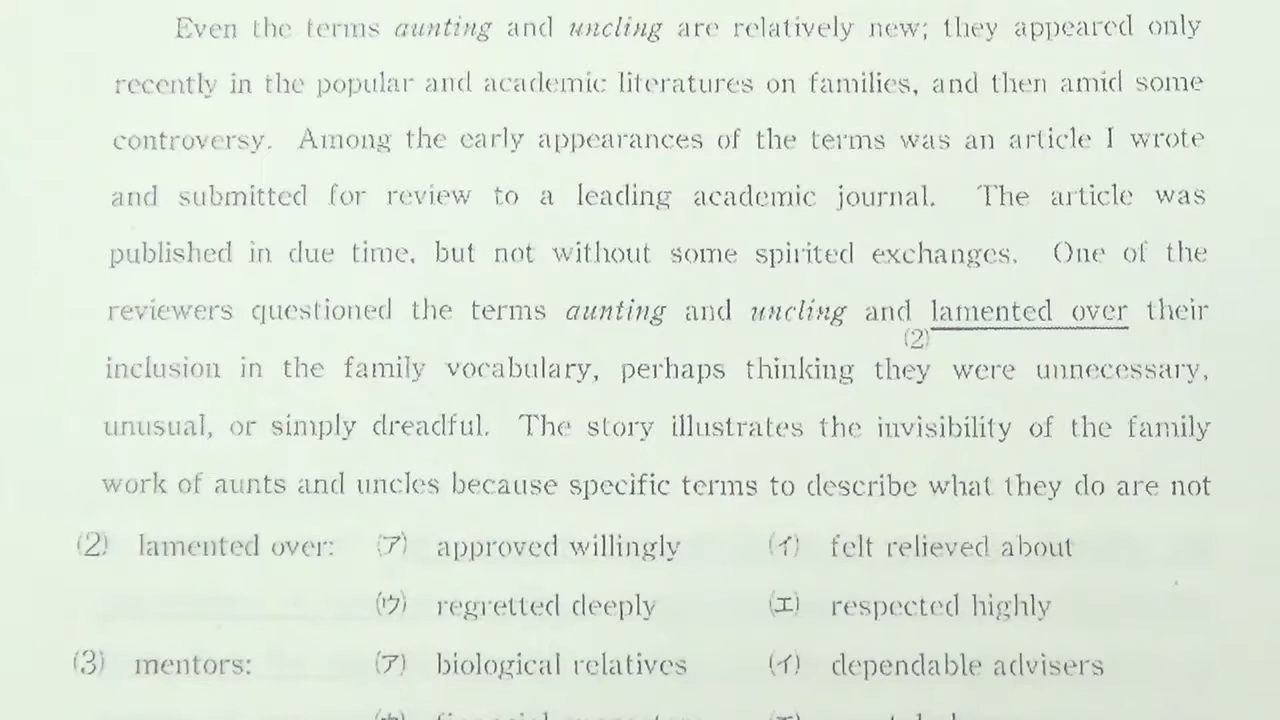 Even the terms aunting and uncling are relatively new; they appeared only
recently in the popular and academic literatures on families, and then amid some
controversy. Among the early appearances of the terms was an article I wrote
and submitted for review to a leading academic journal. The article was
published in due time, but not without some spirited exchanges. One of the
reviewers questioned the terms aunting and uncling and lamented over their
(2)
inclusion in the family vocabulary, perhaps thinking they were unnecessary,
unusual, or simply dreadful. The story illustrates the invisibility of the family
work of aunts and uncles because specific terms to describe what they do are not
(2) lamented over: (ア) approved willingly (イ) felt relieved about
(ウ) regretted deeply (エ) respected highly
(3) mentors: (ア) biological relatives (イ) dependable advisers